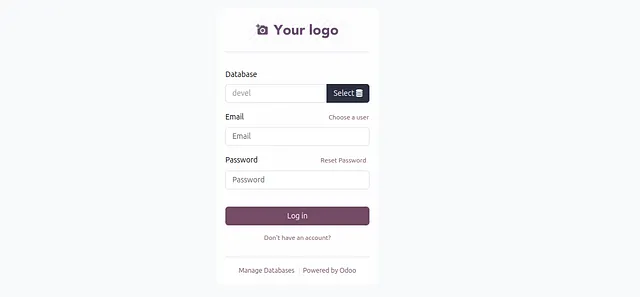 Your logo
Database
devel Select
Email Choose a user
Email
Password Reset Password
Password
Log in
Don't have an account?
Manage Databases | Powered by Odoo